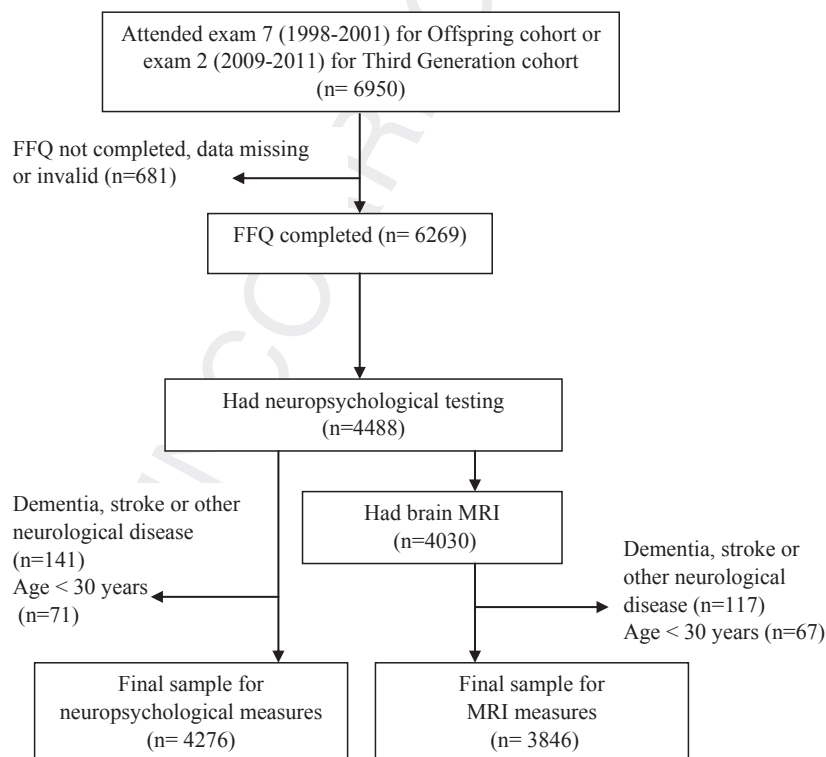 Attended exam 7 (1998-2001) for Offspring cohort or
exam 2 (2009-2011) for Third Generation cohort
(n= 6950)
FFQ not completed, data missing
or invalid (n=681)
FFQ completed (n= 6269)
Had neuropsychological testing
(n=4488)
Dementia, stroke or other
neurological disease
(n=141)
Age < 30 years
(n=71)
Had brain MRI
(n=4030)
Dementia, stroke or
other neurological
disease (n=117)
Age < 30 years (n=67)
Final sample for
neuropsychological measures
(n= 4276)
Final sample for
MRI measures
(n= 3846)